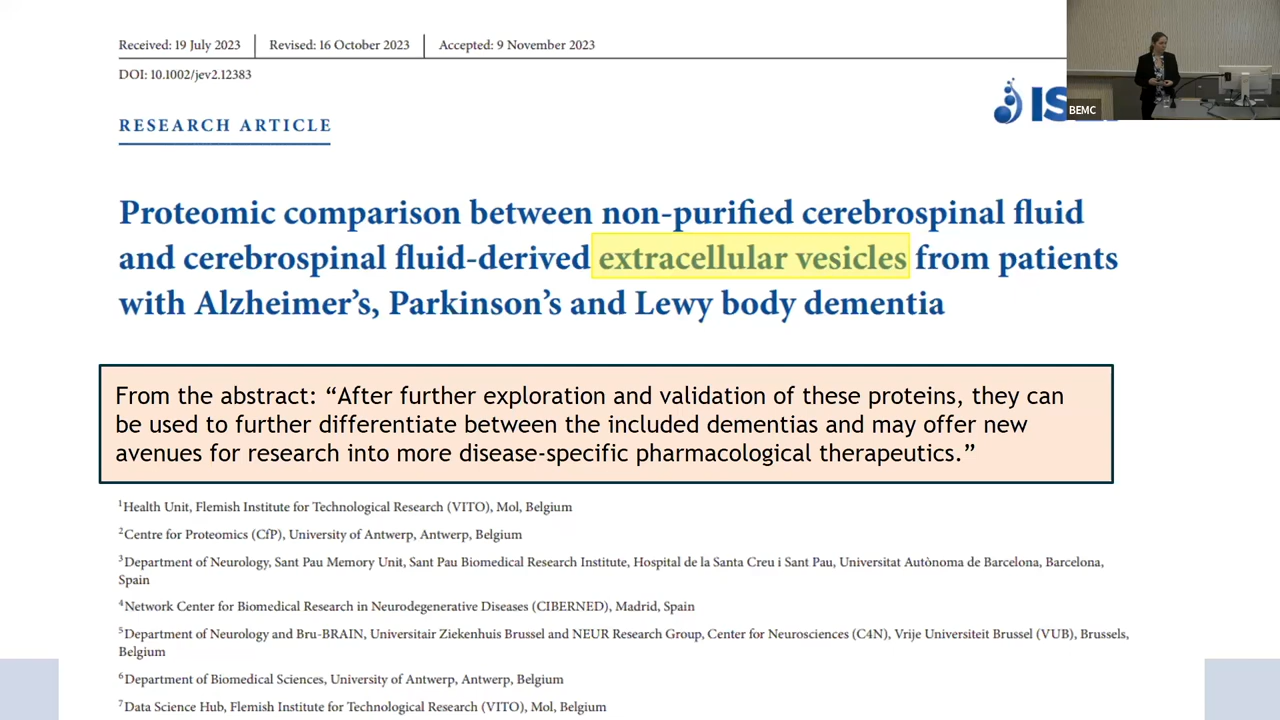 Received: 19 July 2023 | Revised: 16 October 2023 | Accepted: 9 November 2023
DOI: 10.1002/jev2.12383
RESEARCH ARTICLE
BEMC
Proteomic comparison between non-purified cerebrospinal fluid
and cerebrospinal fluid-derived extracellular vesicles from patients
with Alzheimer's, Parkinson's and Lewy body dementia
From the abstract: “After further exploration and validation of these proteins, they can
be used to further differentiate between the included dementias and may offer new
avenues for research into more disease-specific pharmacological therapeutics.”
1Health Unit, Flemish Institute for Technological Research (VITO), Mol, Belgium
2Centre for Proteomics (CfP), University of Antwerp, Antwerp, Belgium
3Department of Neurology, Sant Pau Memory Unit, Sant Pau Biomedical Research Institute, Hospital de la Santa Creu i Sant Pau, Universitat Autònoma de Barcelona, Barcelona,
Spain
4Network Center for Biomedical Research in Neurodegenerative Diseases (CIBERNED), Madrid, Spain
5Department of Neurology and Bru-BRAIN, Universitair Ziekenhuis Brussel and NEUR Research Group, Center for Neurosciences (C4N), Vrije Universiteit Brussel (VUB), Brussels,
Belgium
6Department of Biomedical Sciences, University of Antwerp, Antwerp, Belgium
7Data Science Hub, Flemish Institute for Technological Research (VITO), Mol, Belgium